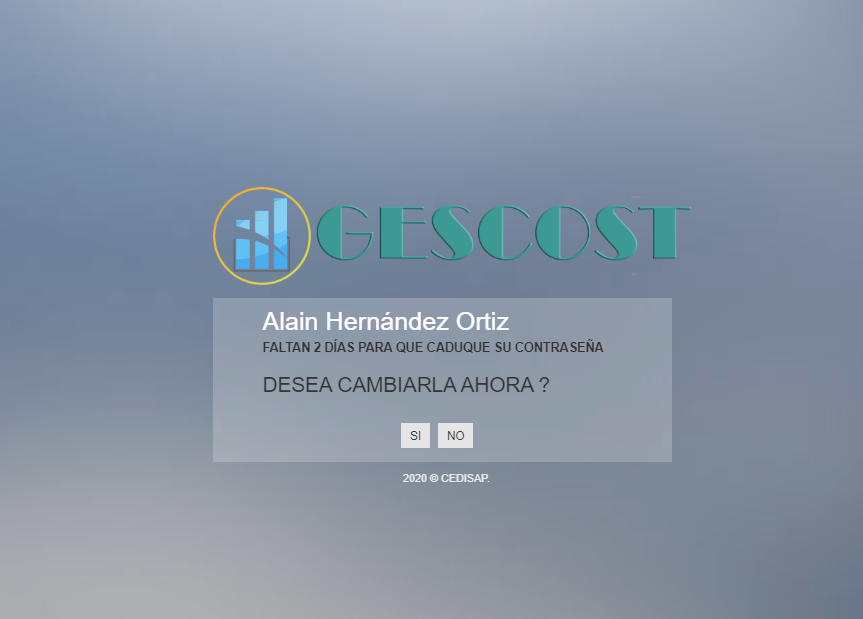 GESCOST
Alain Hernández Ortiz
FALTAN 2 DÍAS PARA QUE CADUQUE SU CONTRASEÑA
DESEA CAMBIARLA AHORA ?
SI NO
2020 © CEDISAP.